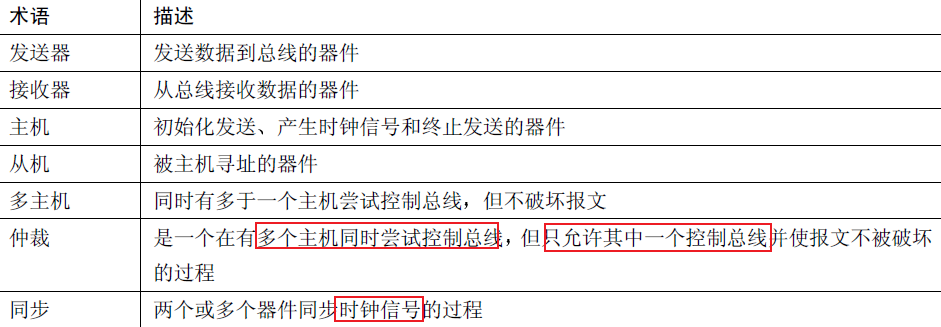 术语 描述
发送器 发送数据到总线的器件
接收器 从总线接收数据的器件
主机 初始化发送、产生时钟信号和终止发送的器件
从机 被主机寻址的器件
多主机 同时有多于一个主机尝试控制总线，但不破坏报文
仲裁 是一个在有多个主机同时尝试控制总线，但只允许其中一个控制总线并使报文不被破坏
的过程
同步 两个或多个器件同步时钟信号的过程